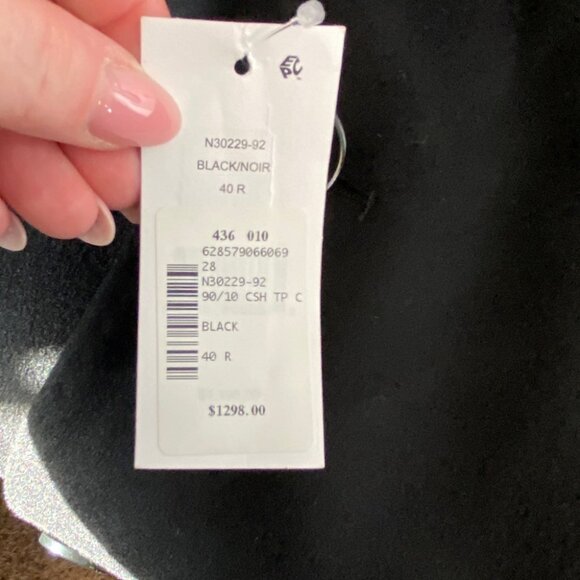 EPC
N30229-92
BLACK/NOIR
40 R
436 010
628579066069
28
N30229-92
90/10 CSH TP C
BLACK
40 R
$1298.00